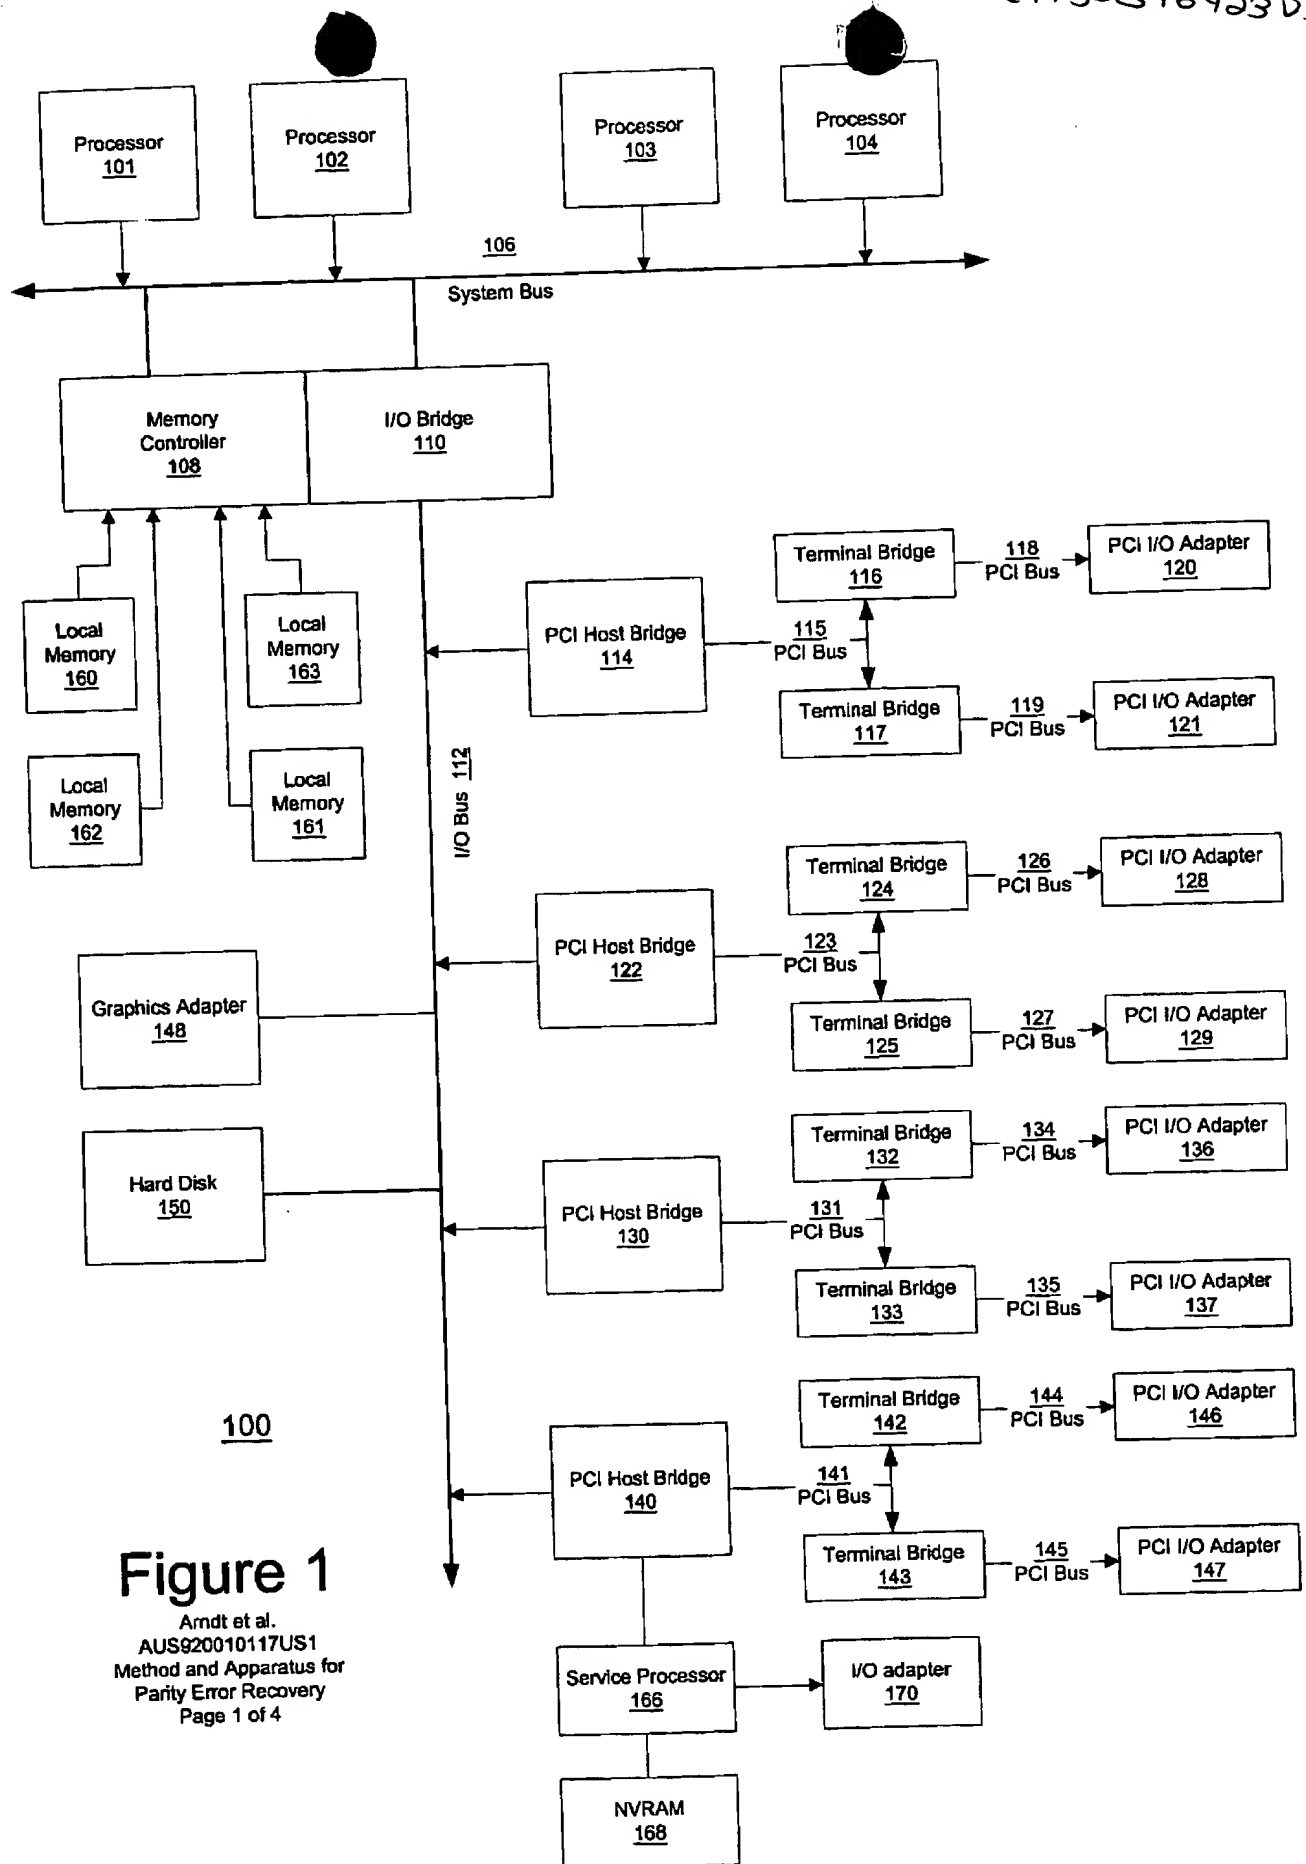 Processor
101
Processor
102
Processor
103
Processor
104
106
System Bus
Memory
Controller
108
I/O Bridge
110
Local
Memory
160
Local
Memory
163
Local
Memory
162
Local
Memory
161
I/O Bus 112
PCI Host Bridge
114
115
PCI Bus
Terminal Bridge
116
118
PCI Bus
PCI I/O Adapter
120
Terminal Bridge
117
119
PCI Bus
PCI I/O Adapter
121
PCI Host Bridge
122
123
PCI Bus
Terminal Bridge
124
126
PCI Bus
PCI I/O Adapter
128
Terminal Bridge
125
127
PCI Bus
PCI I/O Adapter
129
Graphics Adapter
148
Hard Disk
150
PCI Host Bridge
130
131
PCI Bus
Terminal Bridge
132
134
PCI Bus
PCI I/O Adapter
136
Terminal Bridge
133
135
PCI Bus
PCI I/O Adapter
137
PCI Host Bridge
140
141
PCI Bus
Terminal Bridge
142
144
PCI Bus
PCI I/O Adapter
146
Terminal Bridge
143
145
PCI Bus
PCI I/O Adapter
147
Service Processor
166
I/O adapter
170
NVRAM
168
100
Figure 1
Arndt et al.
AUS920010117US1
Method and Apparatus for
Parity Error Recovery
Page 1 of 4